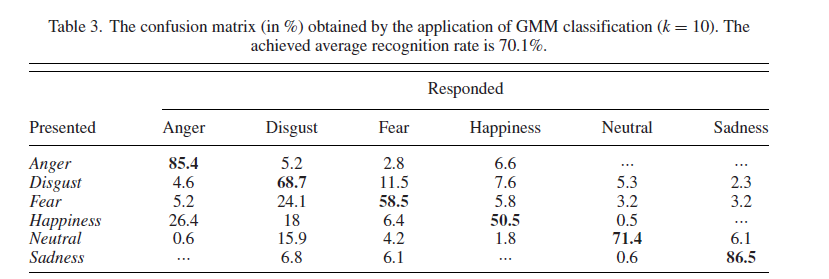 Table 3. The confusion matrix (in %) obtained by the application of GMM classification (k = 10). The
achieved average recognition rate is 70.1%.
Responded
Presented Anger Disgust Fear Happiness Neutral Sadness
Anger 85.4 5.2 2.8 6.6 ... ...
Disgust 4.6 68.7 11.5 7.6 5.3 2.3
Fear 5.2 24.1 58.5 5.8 3.2 3.2
Happiness 26.4 18 6.4 50.5 0.5 ...
Neutral 0.6 15.9 4.2 1.8 71.4 6.1
Sadness ... 6.8 6.1 ... 0.6 86.5